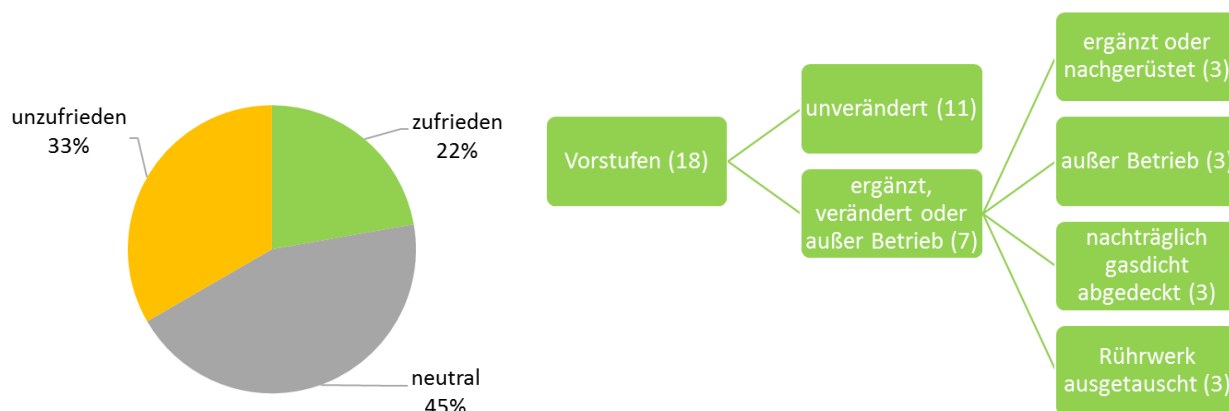 unzufrieden
33%
zufrieden
22%
neutral
45%
Vorstufen (18)
unverändert (11)
ergänzt,
verändert oder
außer Betrieb (7)
ergänzt oder
nachgerüstet (3)
außer Betrieb (3)
nachträglich
gasdicht
abgedeckt (3)
Rührwerk
ausgetauscht (3)